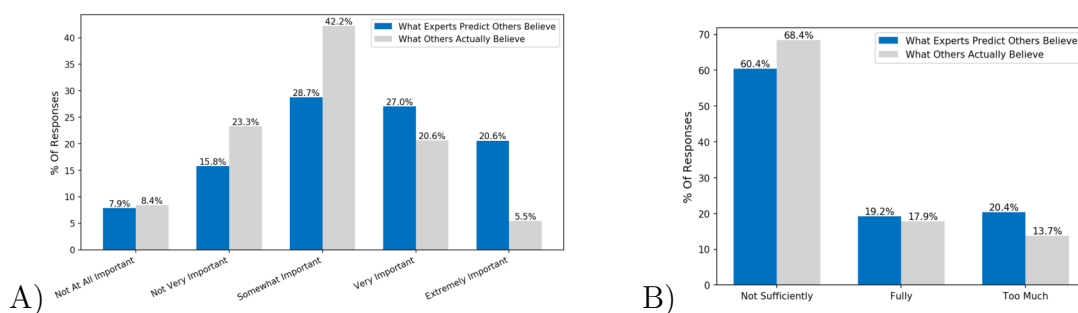 A)
% Of Responses
40
35
30
25
20
15
10
5
0
What Experts Predict Others Believe
What Others Actually Believe
7.9%
8.4%
15.8%
23.3%
28.7%
42.2%
27.0%
20.6%
20.6%
5.5%
Not At All Important
Not Very Important
Somewhat Important
Very Important
Extremely Important
B)
% Of Responses
70
60
50
40
30
20
10
0
What Experts Predict Others Believe
What Others Actually Believe
60.4%
68.4%
19.2%
17.9%
20.4%
13.7%
Not Sufficiently
Fully
Too Much